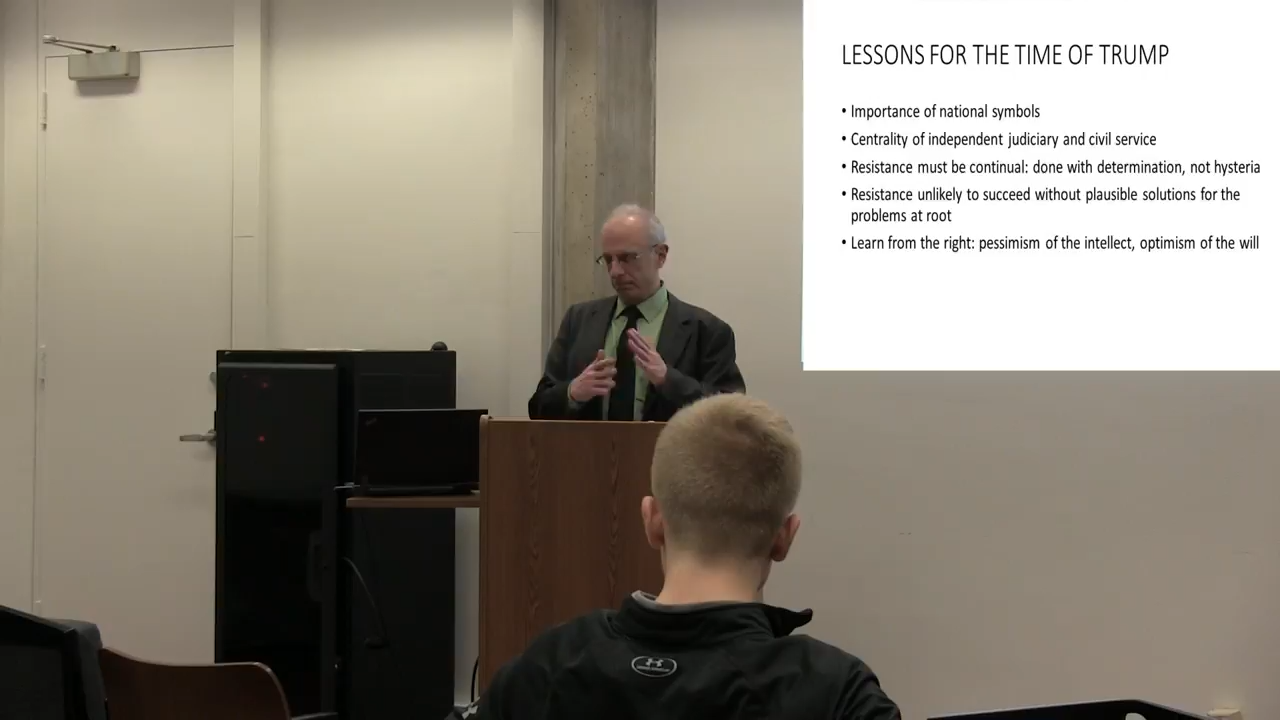 LESSONS FOR THE TIME OF TRUMP
• Importance of national symbols
• Centrality of independent judiciary and civil service
• Resistance must be continual: done with determination, not hysteria
• Resistance unlikely to succeed without plausible solutions for the
problems at root
• Learn from the right: pessimism of the intellect, optimism of the will